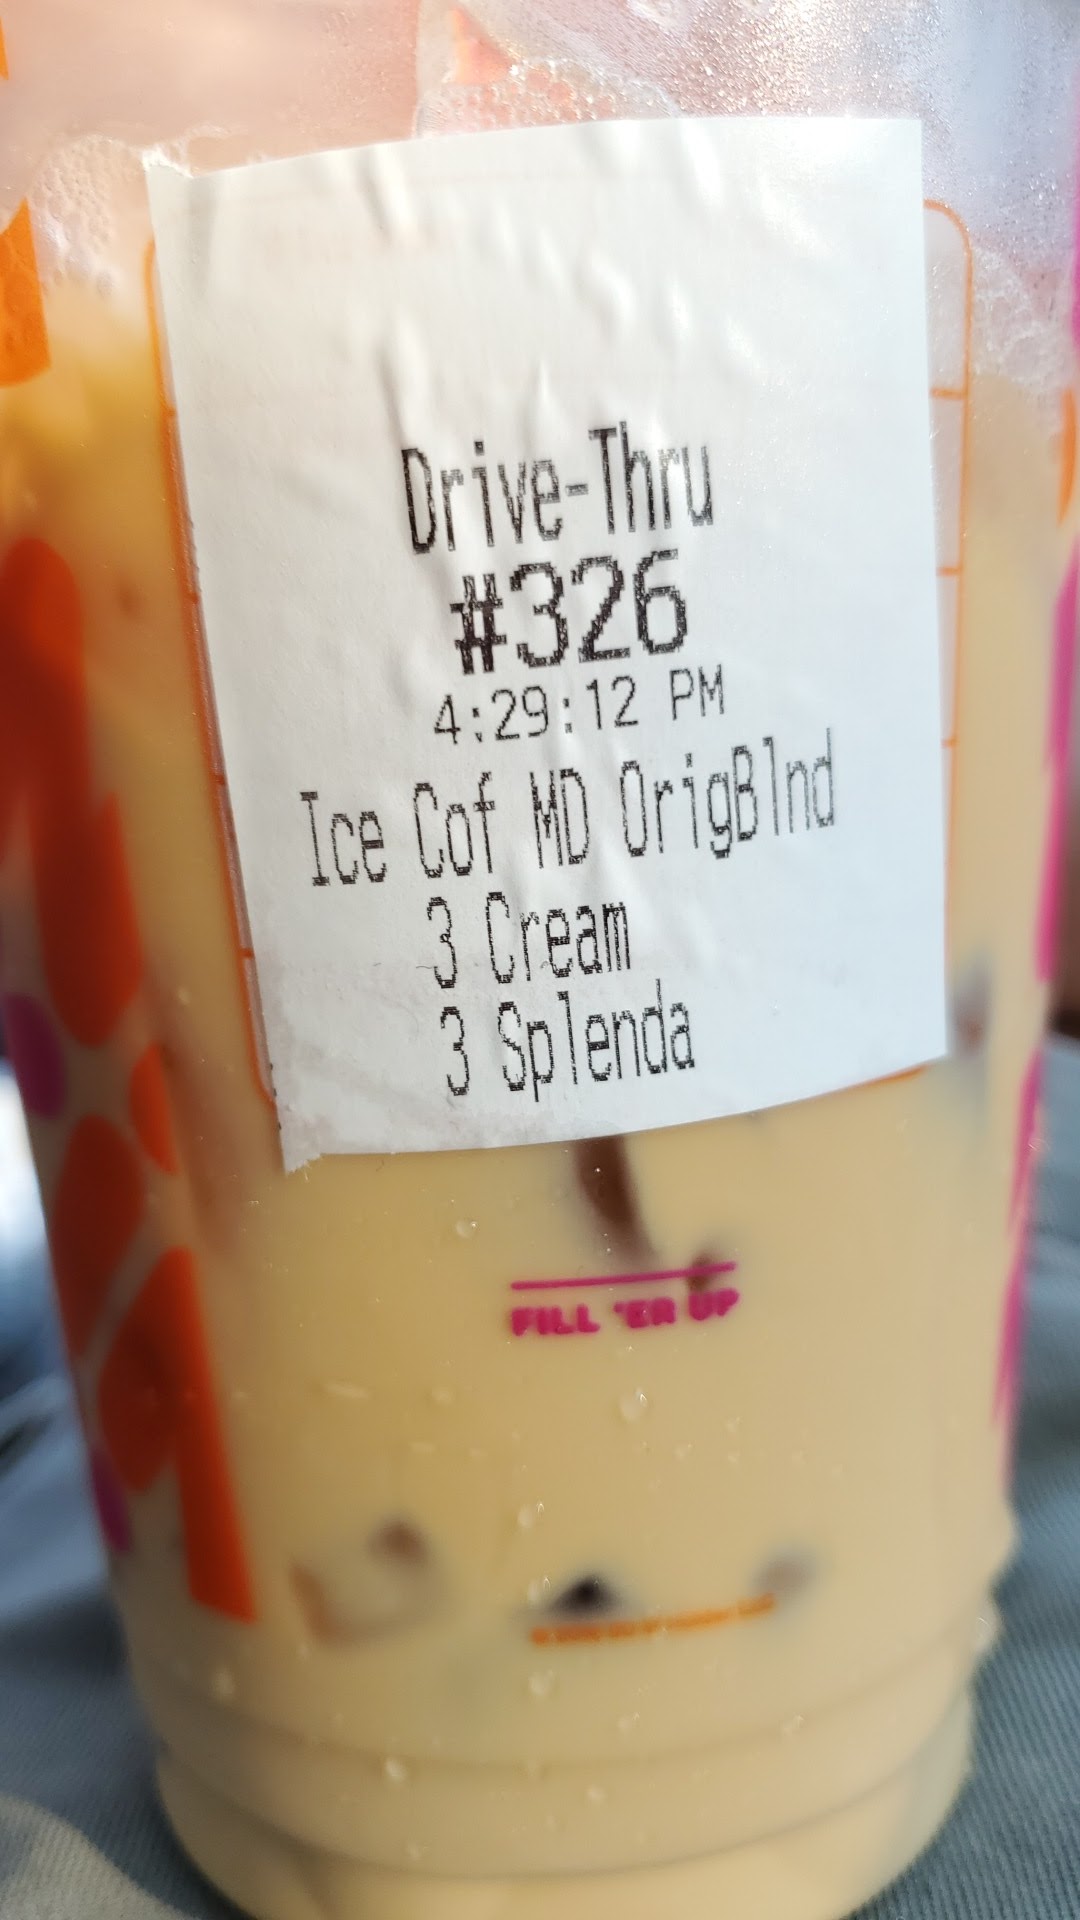 Drive-Thru
#326
4:29:12 PM
Ice Cof MD OrigBlnd
3 Cream
3 Splenda
FILL 'ER UP